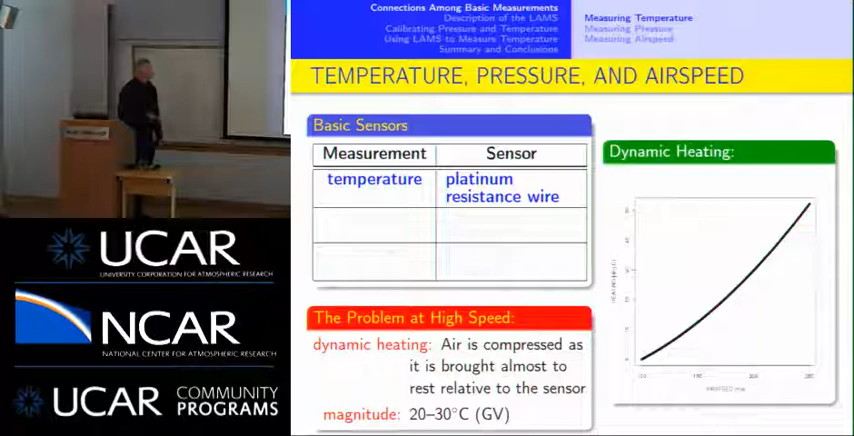 Connections Among Basic Measurements
Description of the LAMS
Calibrating Pressure and Temperature
Using LAMS to Measure Temperature
Summary and Conclusions
Measuring Temperature
Measuring Pressure
Measuring Airspeed
TEMPERATURE, PRESSURE, AND AIRSPEED
Basic Sensors
Measurement Sensor
temperature platinum
resistance wire
Dynamic Heating:
The Problem at High Speed:
dynamic heating: Air is compressed as
it is brought almost to
rest relative to the sensor
magnitude: 20–30°C (GV)
UCAR
UNIVERSITY CORPORATION FOR ATMOSPHERIC RESEARCH
NCAR
NATIONAL CENTER FOR ATMOSPHERIC RESEARCH
UCAR COMMUNITY
PROGRAMS